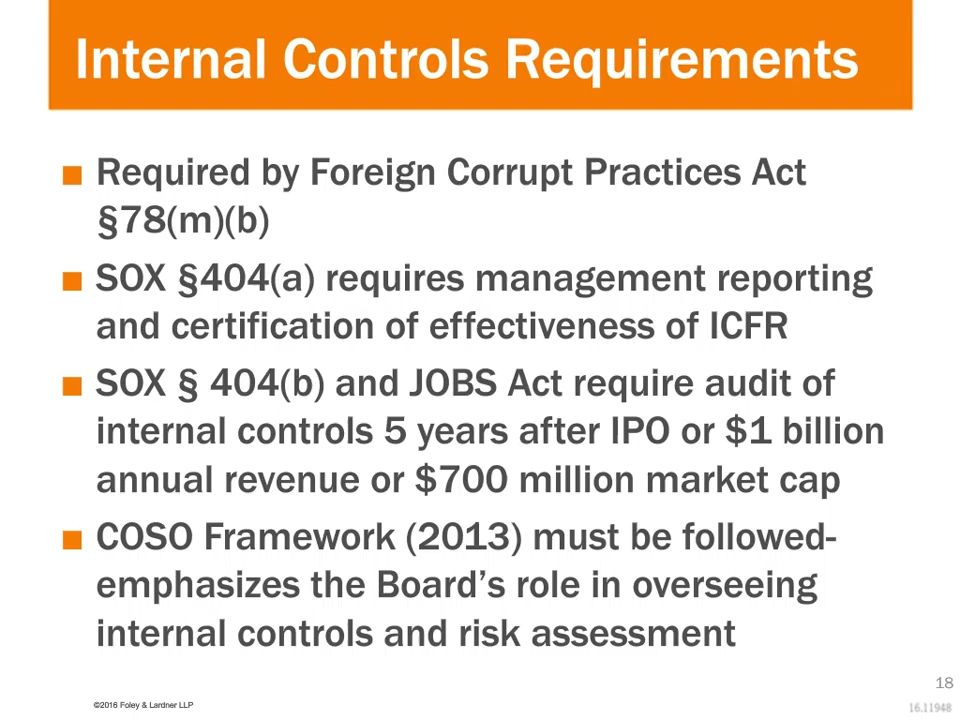 Internal Controls Requirements
■ Required by Foreign Corrupt Practices Act
§78(m)(b)
■ SOX §404(a) requires management reporting
and certification of effectiveness of ICFR
■ SOX § 404(b) and JOBS Act require audit of
internal controls 5 years after IPO or $1 billion
annual revenue or $700 million market cap
■ COSO Framework (2013) must be followed-
emphasizes the Board’s role in overseeing
internal controls and risk assessment
18
©2016 Foley & Lardner LLP
16.11948